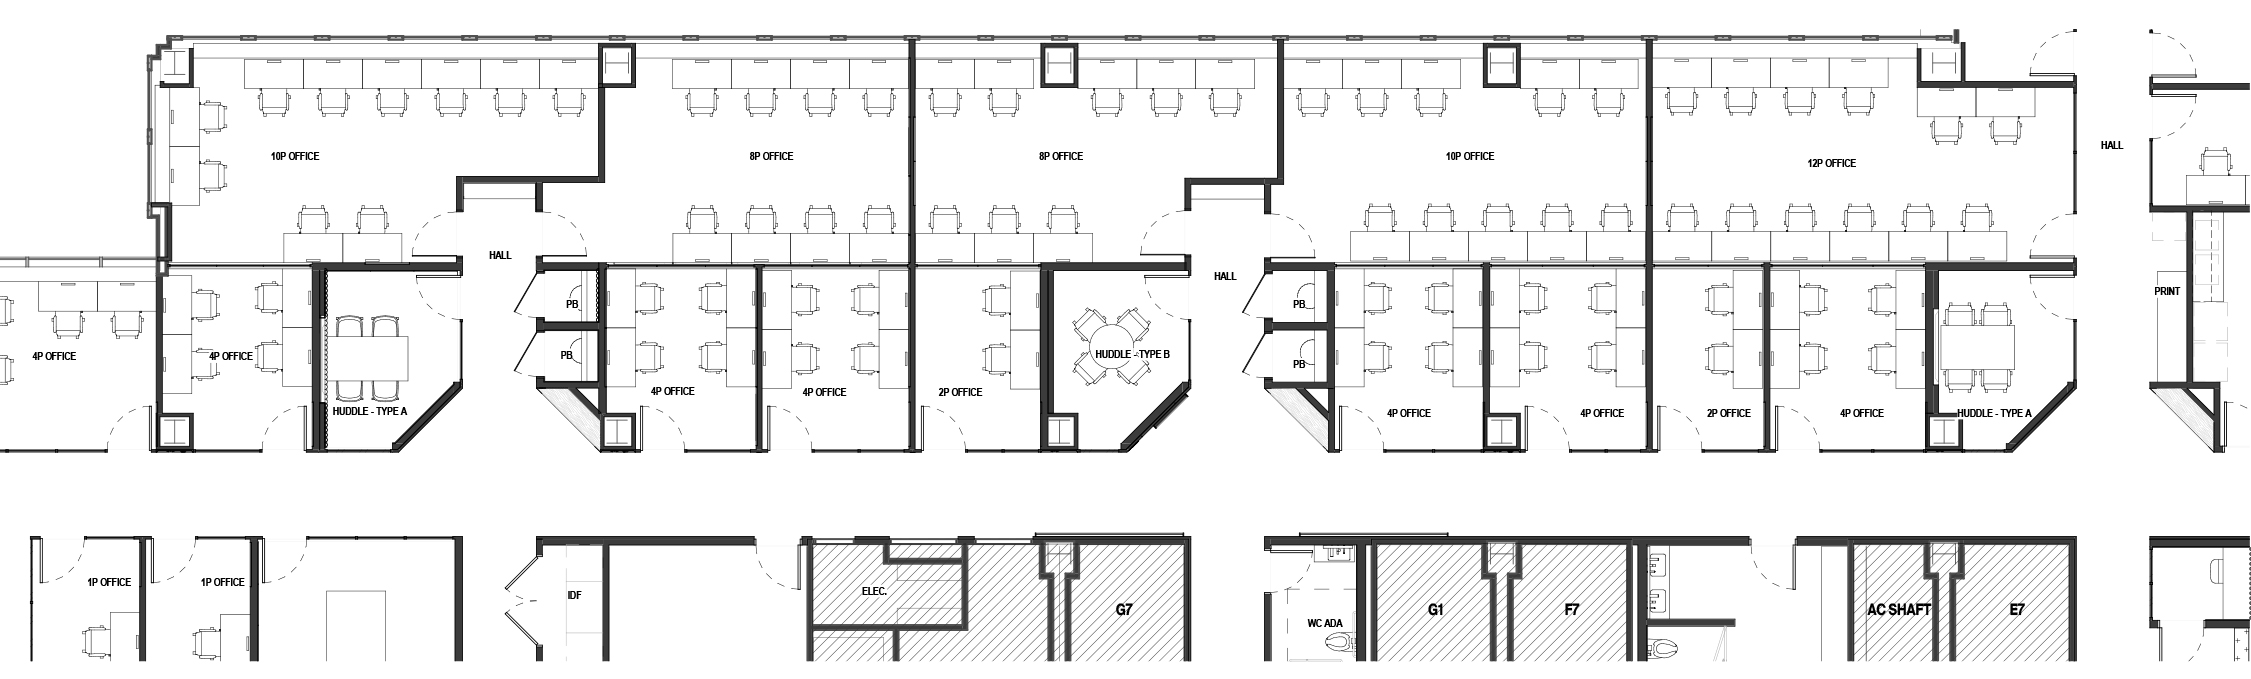 10P OFFICE
8P OFFICE
8P OFFICE
10P OFFICE
12P OFFICE
HALL
HALL
HALL
PRINT
PB
PB
4P OFFICE
4P OFFICE
PB
HUDDLE - TYPE B
PB
4P OFFICE
4P OFFICE
2P OFFICE
HUDDLE - TYPE A
4P OFFICE
4P OFFICE
2P OFFICE
4P OFFICE
HUDDLE - TYPE A
1P OFFICE
1P OFFICE
IDF
ELEC.
G7
WC ADA
G1
F7
AC SHAFT
E7